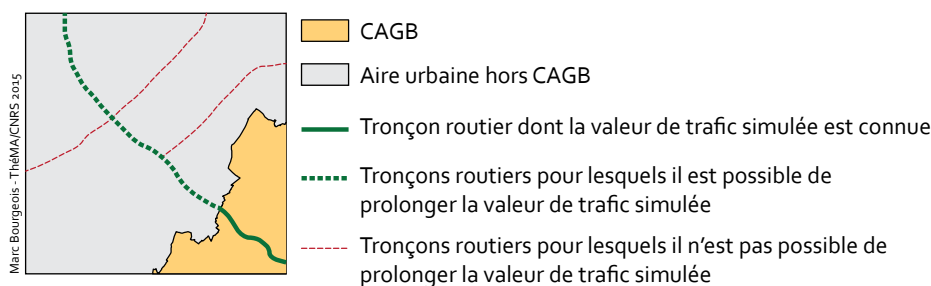 Marc Bourgeois - ThéMA/CNRS 2015
CAGB
Aire urbaine hors CAGB
Tronçon routier dont la valeur de trafic simulée est connue
Tronçons routiers pour lesquels il est possible de
prolonger la valeur de trafic simulée
Tronçons routiers pour lesquels il n'est pas possible de
prolonger la valeur de trafic simulée